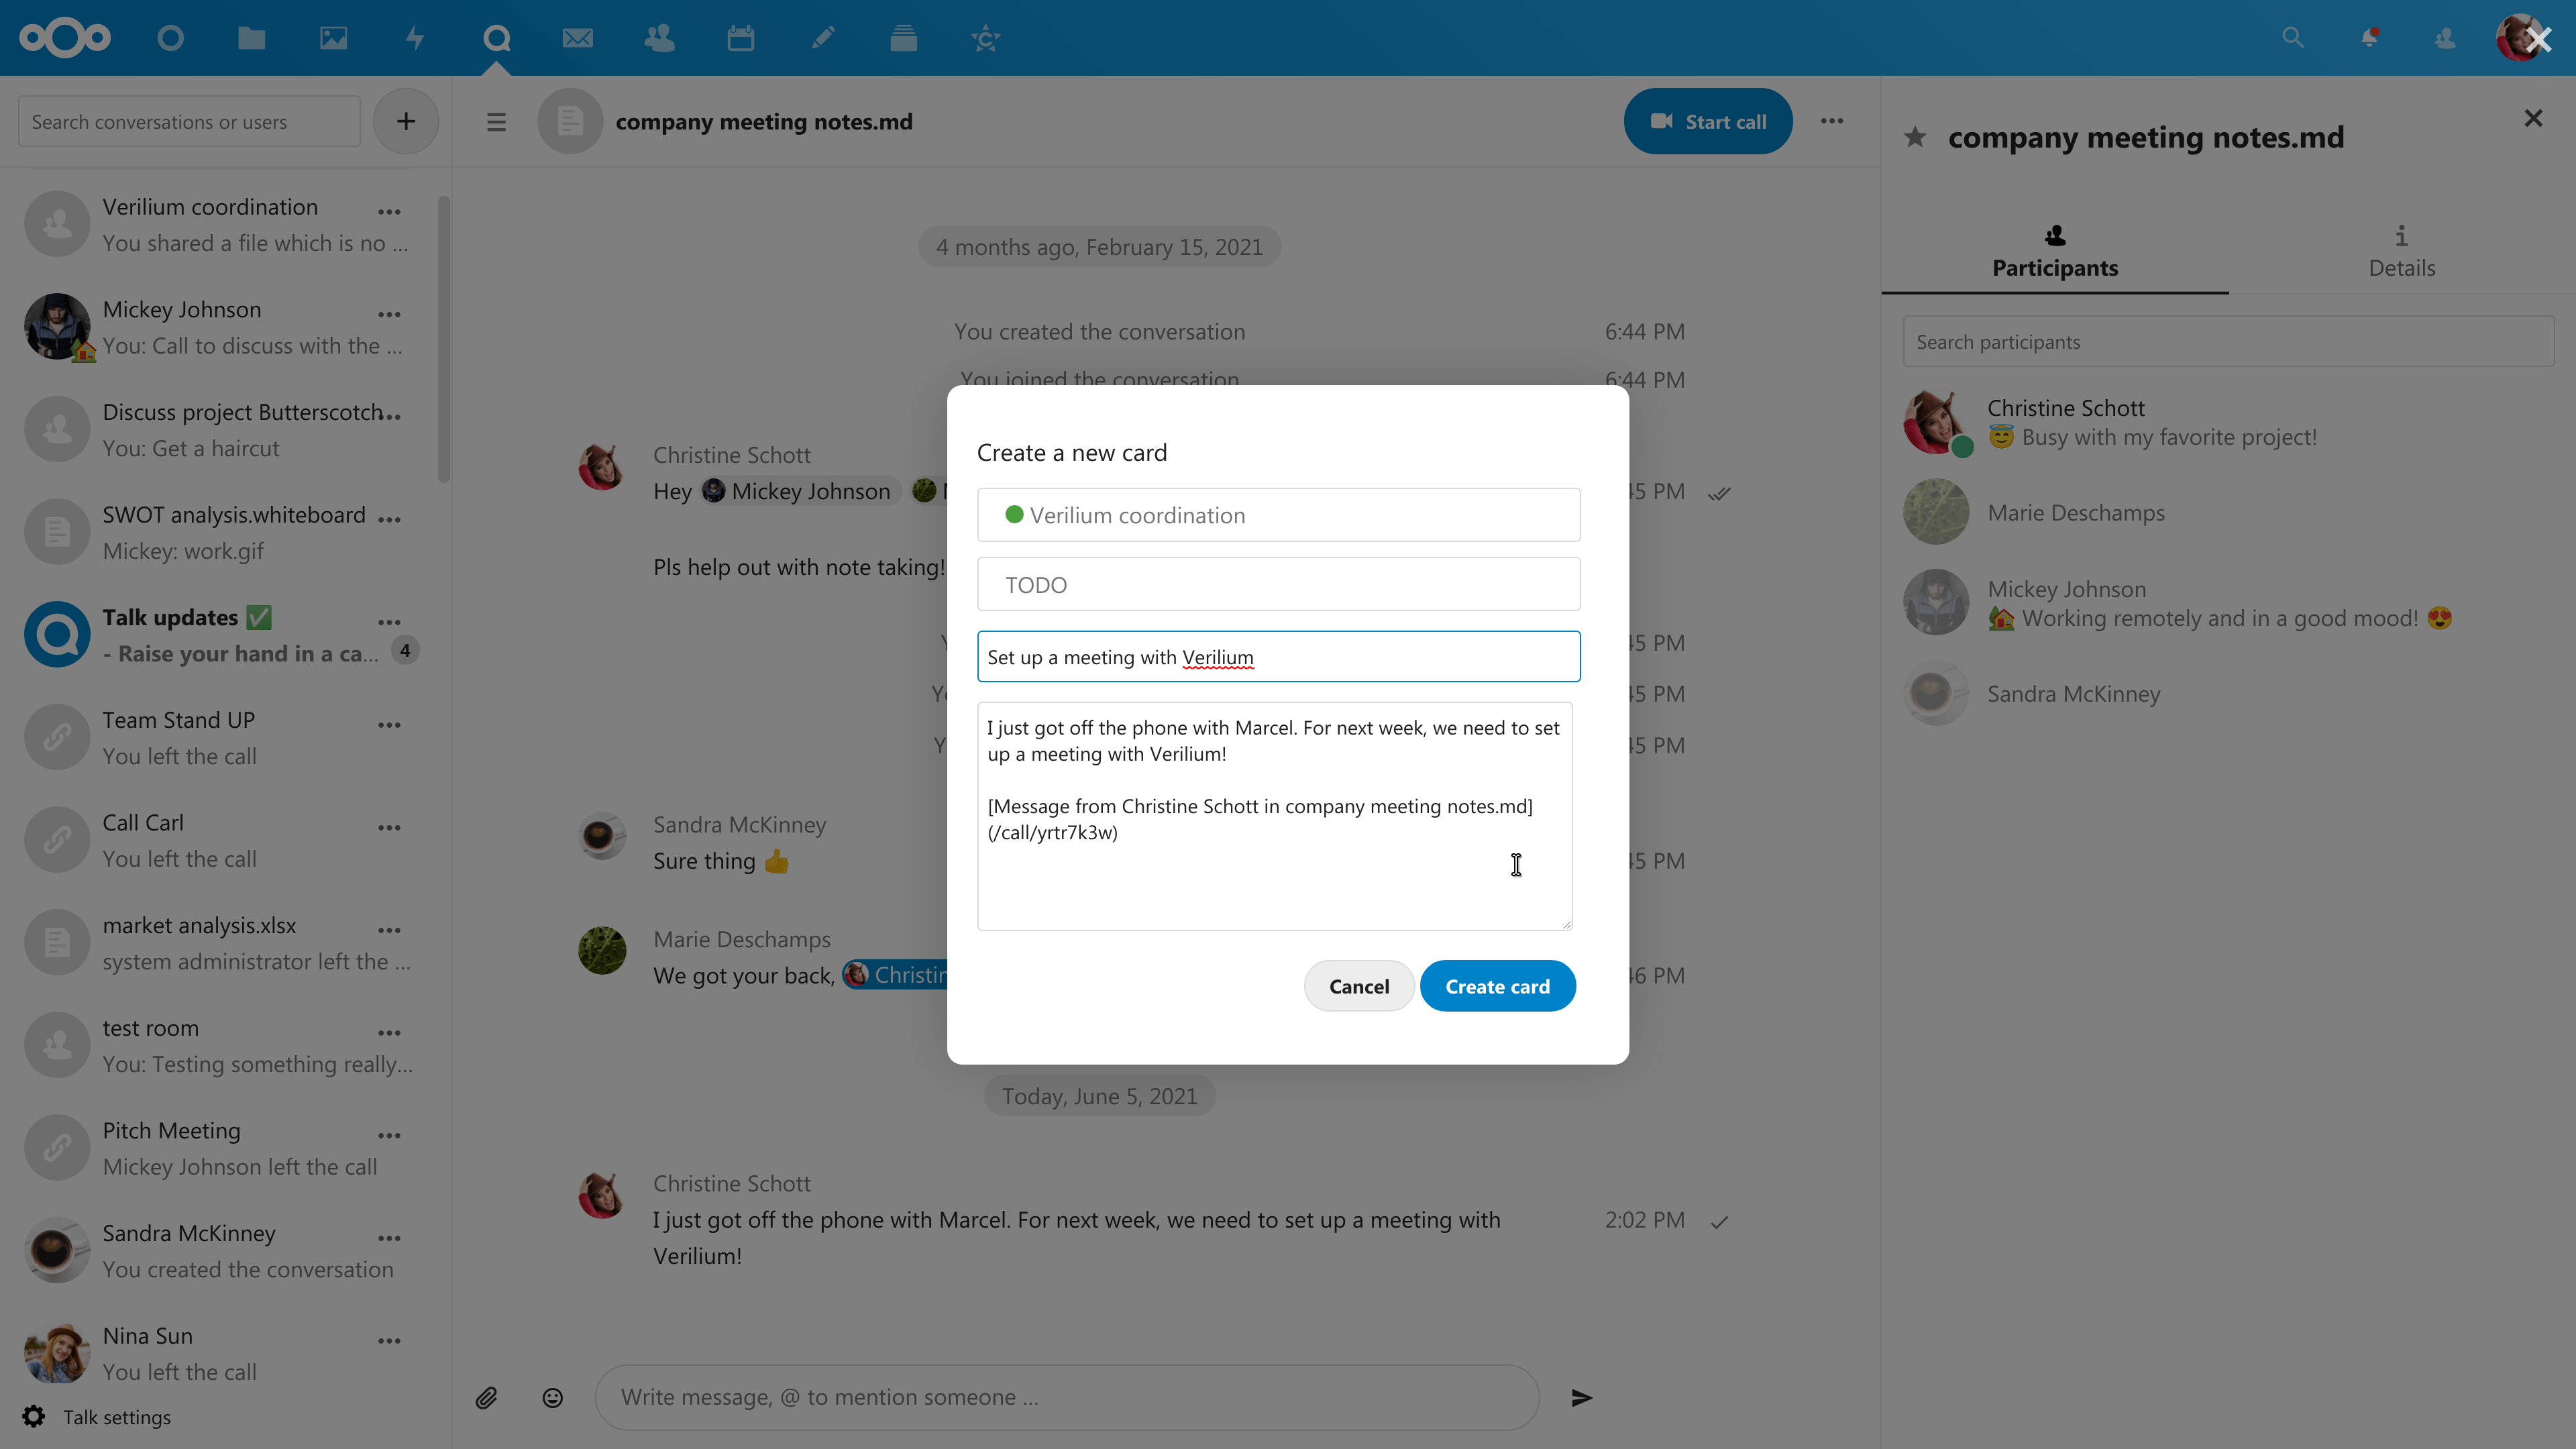 Search conversations or users
+
company meeting notes.md
Start call
company meeting notes.md
Verilium coordination
You shared a file which is no ...
Mickey Johnson
You: Call to discuss with the ...
Discuss project Butterscotch
You: Get a haircut
SWOT analysis.whiteboard
Mickey: work.gif
Talk updates ✅
- Raise your hand in a ca...
4
Team Stand UP
You left the call
Call Carl
You left the call
market analysis.xlsx
system administrator left the ...
test room
You: Testing something really...
Pitch Meeting
Mickey Johnson left the call
Sandra McKinney
You created the conversation
Nina Sun
You left the call
Talk settings
4 months ago, February 15, 2021
You created the conversation
6:44 PM
You joined the conversation
6:44 PM
Christine Schott
Hey Mickey Johnson
45 PM
Pls help out with note taking!
45 PM
45 PM
45 PM
Sandra McKinney
Sure thing 👍
45 PM
Marie Deschamps
We got your back, Christin
46 PM
Today, June 5, 2021
Christine Schott
I just got off the phone with Marcel. For next week, we need to set up a meeting with
Verilium!
2:02 PM
Write message, @ to mention someone ...
Create a new card
Verilium coordination
TODO
Set up a meeting with Verilium
I just got off the phone with Marcel. For next week, we need to set
up a meeting with Verilium!
[Message from Christine Schott in company meeting notes.md]
(/call/yrtr7k3w)
Cancel
Create card
Participants
Details
Search participants
Christine Schott
😇 Busy with my favorite project!
Marie Deschamps
Mickey Johnson
🏡 Working remotely and in a good mood! 😍
Sandra McKinney